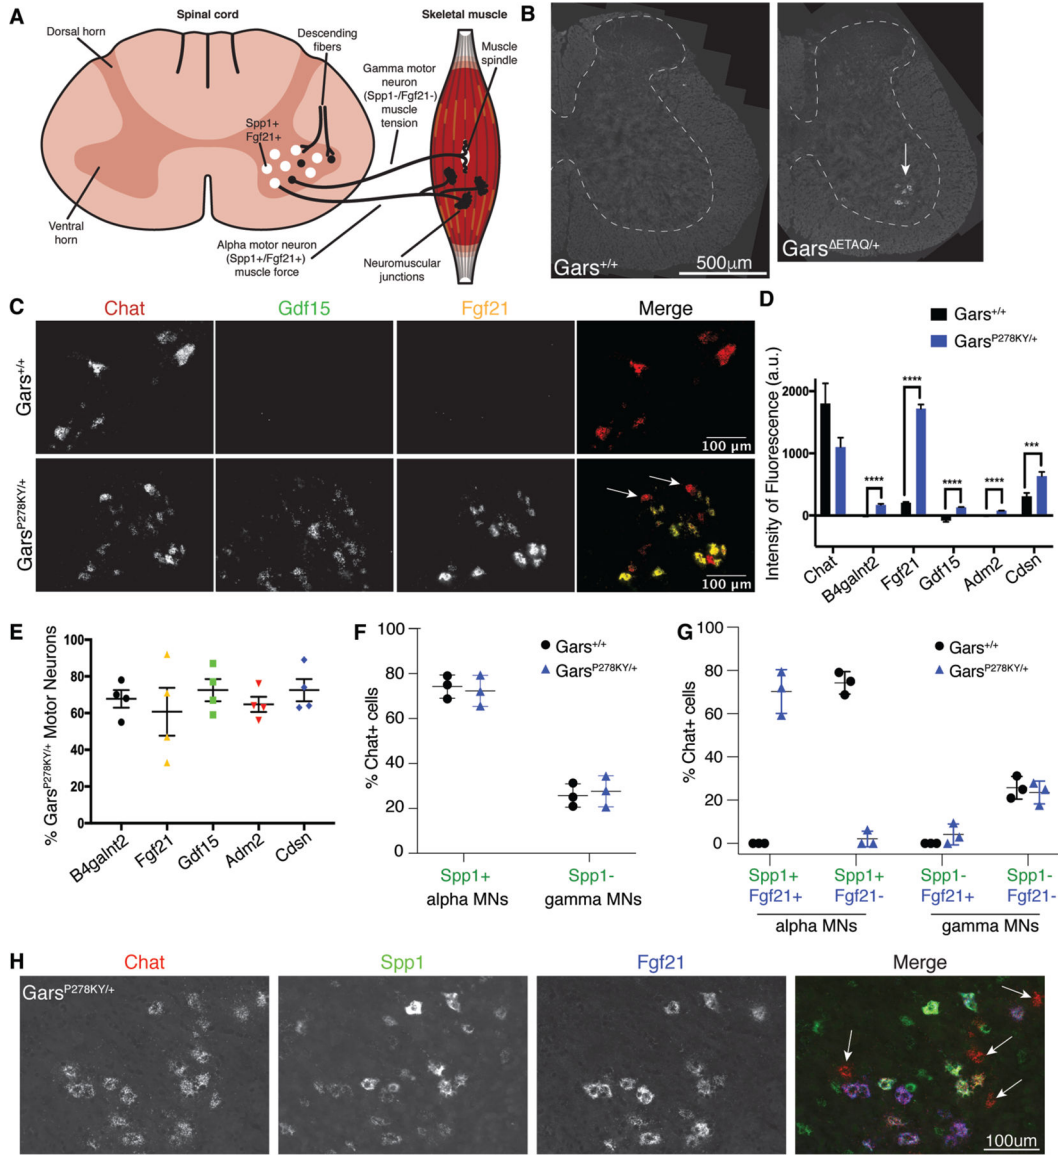 A
Spinal cord
Skeletal muscle
Dorsal horn
Descending
fibers
Muscle
spindle
Gamma motor
neuron
(Spp1-/Fgf21-)
muscle
tension
Spp1+
Fgf21+
Ventral
horn
Alpha motor neuron
(Spp1+/Fgf21+)
muscle force
Neuromuscular
junctions
B
Gars+/+
500μm
GarsΔETAQ/+
C
Chat
Gdf15
Fgf21
Merge
Gars+/+
100 μm
GarsP278KY/+
100 μm
D
Gars+/+
GarsP278KY/+
Intensity of Fluorescence (a.u.)
2000
1000
0
****
****
****
****
***
Chat
B4galnt2
Fgf21
Gdf15
Adm2
Cdsn
E
% GarsP278KY/+ Motor Neurons
100
80
60
40
20
0
B4galnt2
Fgf21
Gdf15
Adm2
Cdsn
F
% Chat+ cells
100
80
60
40
20
0
Gars+/+
GarsP278KY/+
Spp1+
alpha MNs
Spp1-
gamma MNs
G
% Chat+ cells
100
80
60
40
20
0
Gars+/+
GarsP278KY/+
Spp1+ Spp1+ Spp1- Spp1-
Fgf21+ Fgf21- Fgf21+ Fgf21-
alpha MNs
gamma MNs
H
Chat
Spp1
Fgf21
Merge
GarsP278KY/+
100um